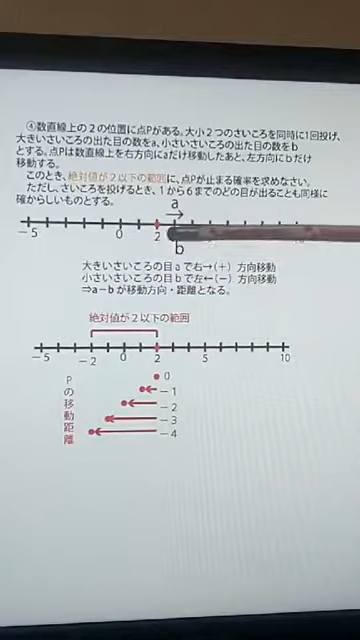 ④数直線上の2の位置に点Pがある。大小2つのさいころを同時に1回投げ、
大きいさいころの出た目の数をa、小さいさいころの出た目の数をb
とする。点Pは数直線上を右方向にaだけ移動したあと、左方向にbだけ
移動する。
このとき、絶対値が2以下の範囲に、点Pが止まる確率を求めなさい。
ただし、さいころを投げるとき、1から6までのどの目が出ることも同様に
確からしいものとする。
a
-5 0 2
b
大きいさいころの目aで右→(+)方向移動
小さいさいころの目bで左←(-)方向移動
⇒a-bが移動方向・距離となる。
絶対値が2以下の範囲
-5 -2 0 2 5 10
Pの移動距離
0
-1
-2
-3
-4